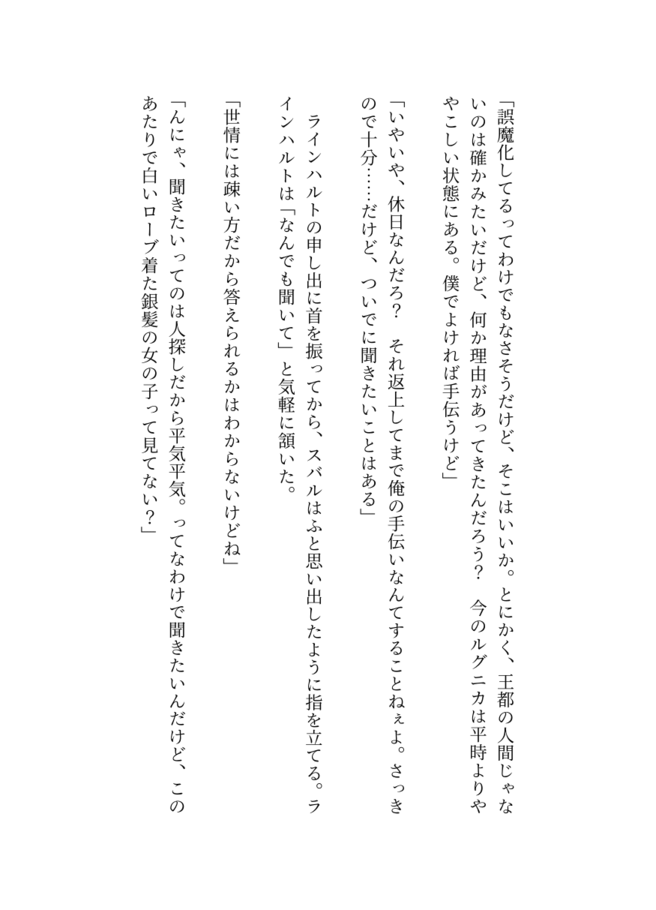 「誤魔化してるってわけでもなさそうだけど、そこはいいか。とにかく、王都の人間じゃな
いのは確かみたいだけど、何か理由があってきたんだろう？　今のルグニカは平時よりや
やこしい状態にある。僕でよければ手伝うけど」
「いやいや、休日なんだろ？　それ返上してまで俺の手伝いなんてすることねぇよ。さっき
ので十分……だけど、ついでに聞きたいことはある」
　ラインハルトの申し出に首を振ってから、スバルはふと思い出したように指を立てる。ラ
インハルトは「なんでも聞いて」と気軽に頷いた。
「世情には疎い方だから答えられるかはわからないけどね」
「んにゃ、聞きたいってのは人探しだから平気平気。ってなわけで聞きたいんだけど、この
あたりで白いローブ着た銀髪の女の子って見てない？」